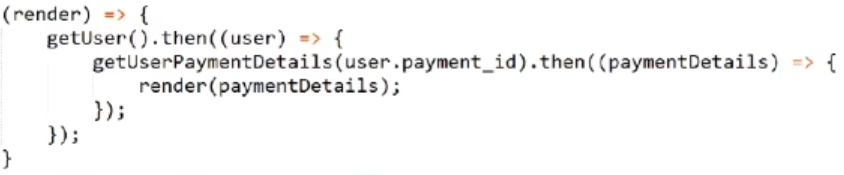 (render) => {
    getUser().then((user) => {
        getUserPaymentDetails(user.payment_id).then((paymentDetails) => {
            render(paymentDetails);
        });
    });
}